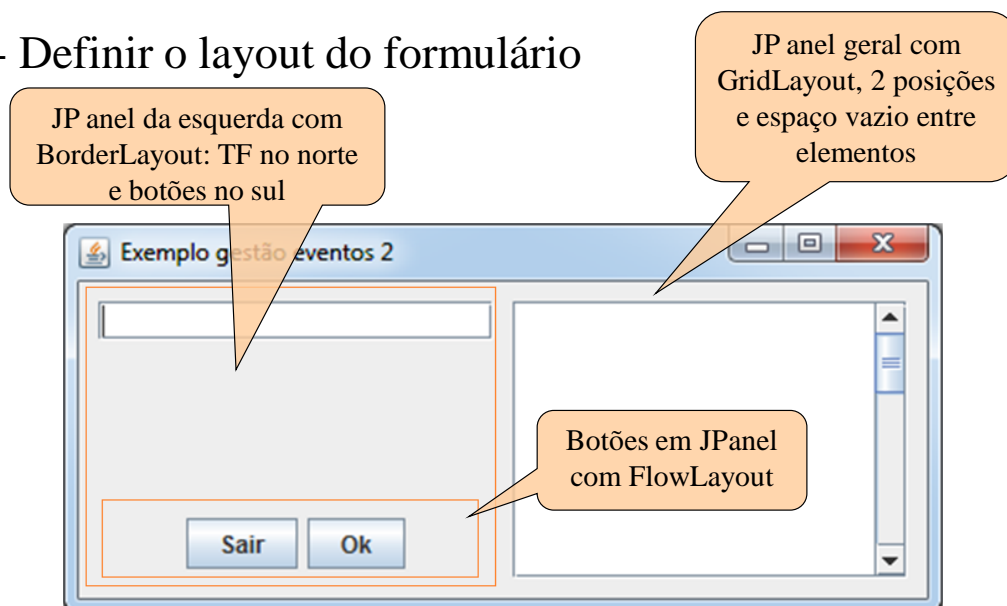 - Definir o layout do formulário
JP anel geral com
GridLayout, 2 posições
e espaço vazio entre
elementos
JP anel da esquerda com
BorderLayout: TF no norte
e botões no sul
Exemplo gestão eventos 2
Botões em JPanel
com FlowLayout
Sair Ok